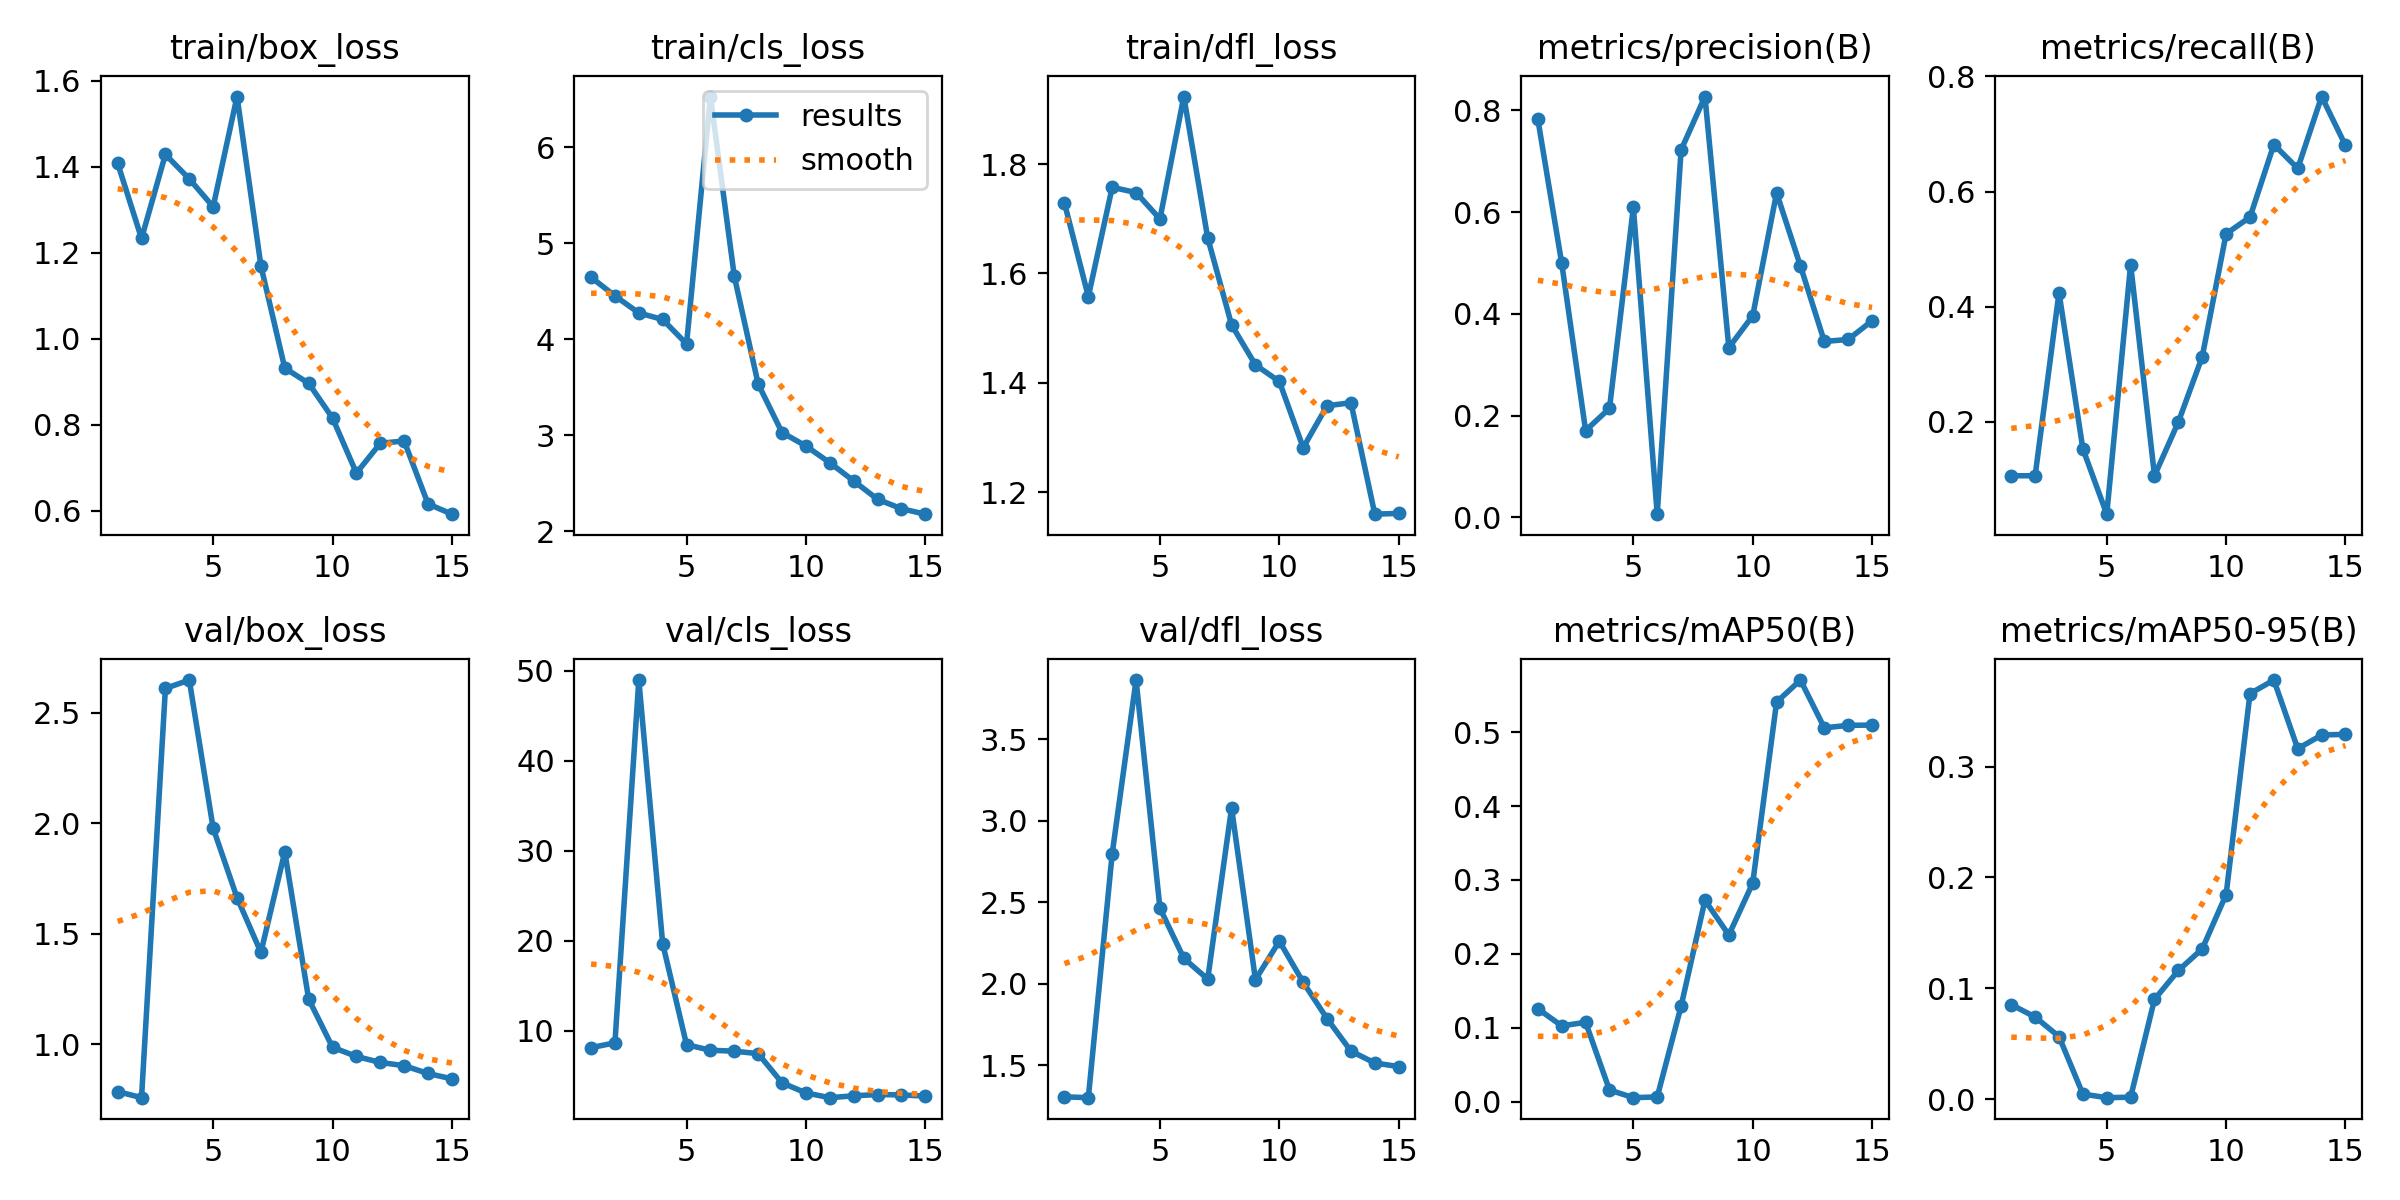 train/box_loss
1.6
1.4
1.2
1.0
0.8
0.6
5 10 15
train/cls_loss
results
smooth
6
5
4
3
2
5 10 15
train/dfl_loss
1.8
1.6
1.4
1.2
5 10 15
metrics/precision(B)
0.8
0.6
0.4
0.2
0.0
5 10 15
metrics/recall(B)
0.8
0.6
0.4
0.2
5 10 15
val/box_loss
2.5
2.0
1.5
1.0
5 10 15
val/cls_loss
50
40
30
20
10
5 10 15
val/dfl_loss
3.5
3.0
2.5
2.0
1.5
5 10 15
metrics/mAP50(B)
0.5
0.4
0.3
0.2
0.1
0.0
5 10 15
metrics/mAP50-95(B)
0.3
0.2
0.1
0.0
5 10 15